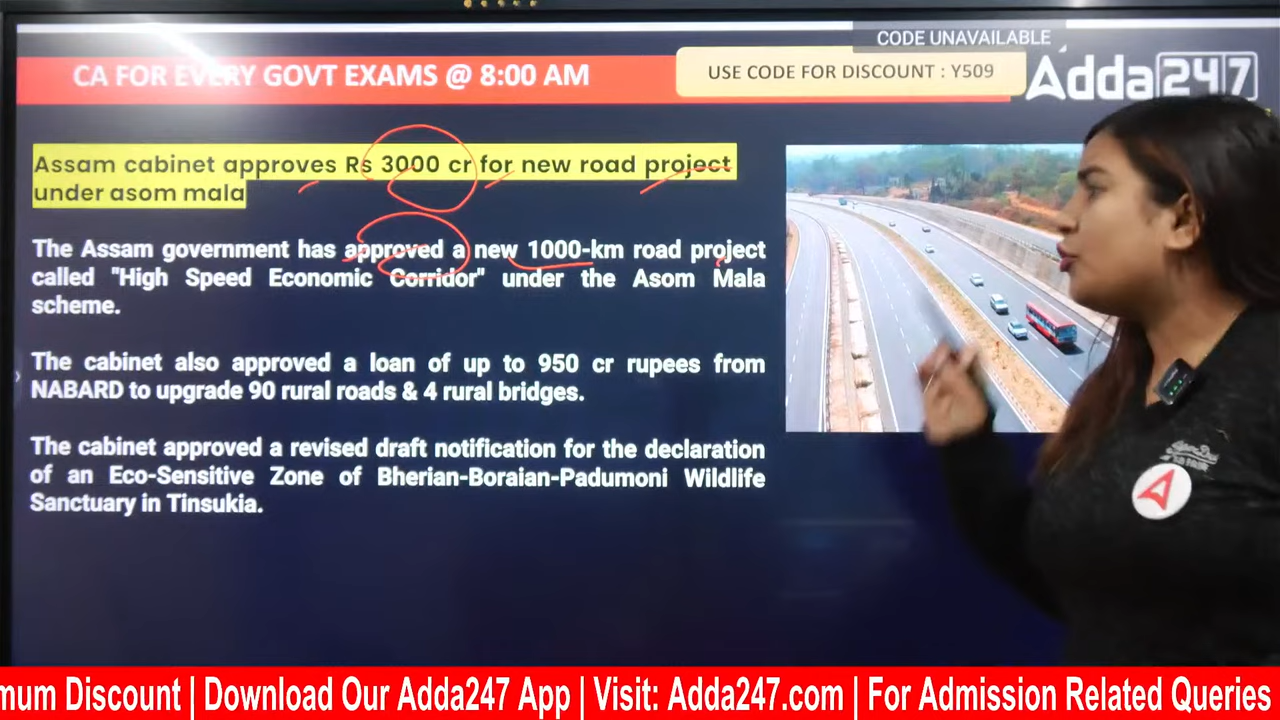 CODE UNAVAILABLE
CA FOR EVERY GOVT EXAMS @ 8:00 AM
USE CODE FOR DISCOUNT : Y509
Adda247
Assam cabinet approves Rs 3000 cr for new road project
under asom mala
The Assam government has approved a new 1000-km road project
called "High Speed Economic Corridor" under the Asom Mala
scheme.
The cabinet also approved a loan of up to 950 cr rupees from
NABARD to upgrade 90 rural roads & 4 rural bridges.
The cabinet approved a revised draft notification for the declaration
of an Eco-Sensitive Zone of Bherian-Boraian-Padumoni Wildlife
Sanctuary in Tinsukia.
mum Discount | Download Our Adda247 App | Visit: Adda247.com | For Admission Related Queries